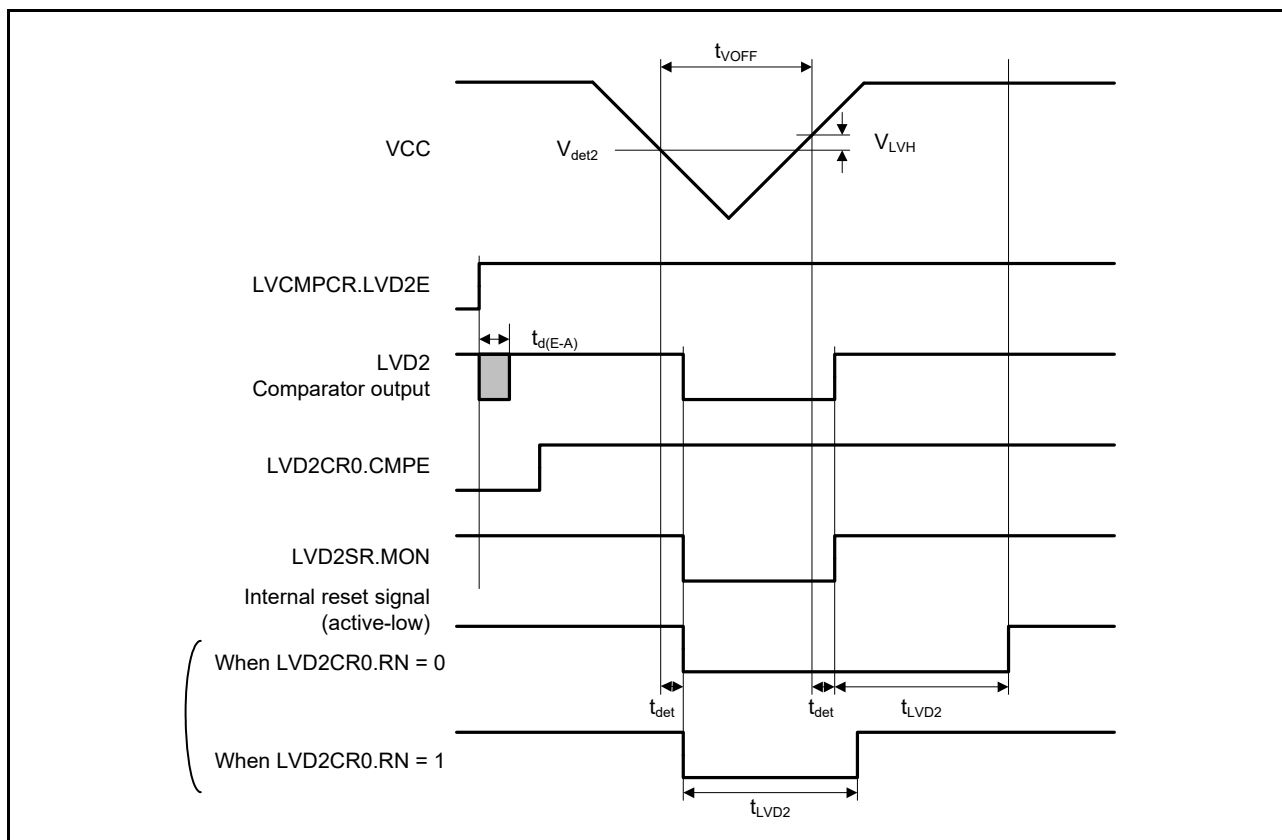 tVOFF
VCC
Vdet2
VLVH
LVCMPCR.LVD2E
td(E-A)
LVD2
Comparator output
LVD2CR0.CMPE
LVD2SR.MON
Internal reset signal
(active-low)
When LVD2CR0.RN = 0
tdet
tdet
tLVD2
When LVD2CR0.RN = 1
tLVD2